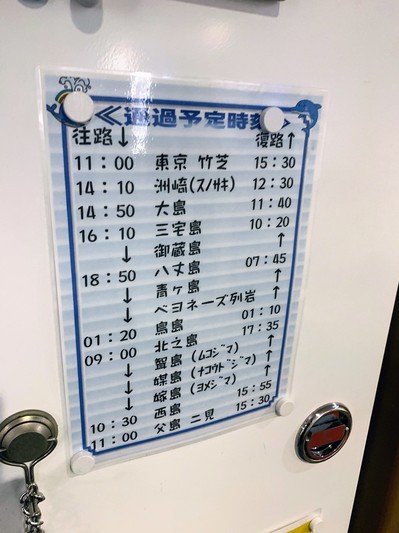 ≪通過予定時刻≫
往路↓ 復路↑
11:00 東京 竹芝 15:30
14:10 洲崎(スノサキ) 12:30
14:50 大島 11:40
16:10 三宅島 10:20
↓ 御蔵島 ↑
18:50 八丈島 07:45
↓ 青ヶ島 ↑
↓ ベヨネーズ列岩 ↑
01:20 鳥島 01:10
09:00 北之島 17:35
↓ 聟島 (ムコジマ) ↑
↓ 媒島 (ナコウドジマ) ↑
↓ 嫁島 (ヨメジマ) ↑
10:30 西島 15:55
11:00 父島 二見 15:30